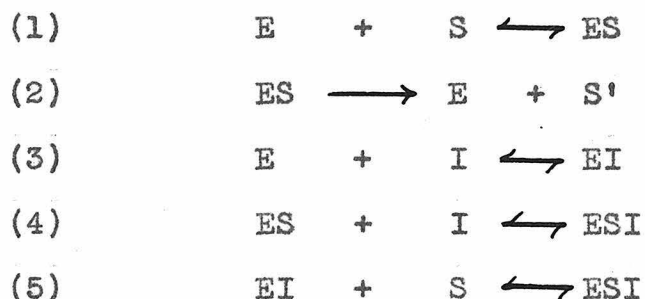 (1) E + S ⟷ ES
(2) ES ⟶ E + S'
(3) E + I ⟷ EI
(4) ES + I ⟷ ESI
(5) EI + S ⟷ ESI